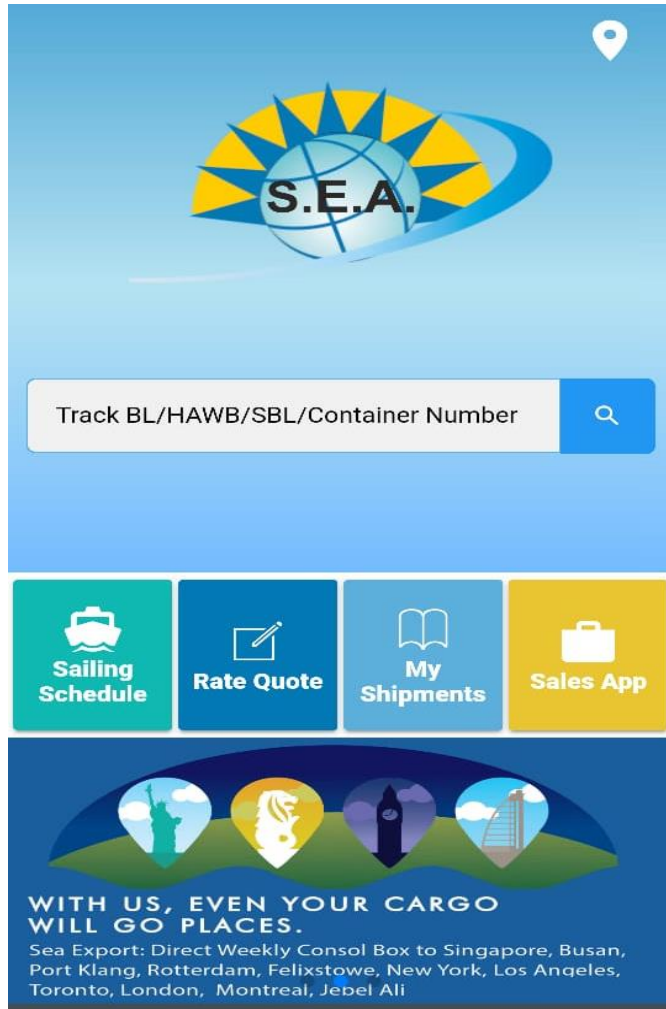 S.E.A.
Track BL/HAWB/SBL/Container Number
Sailing
Schedule
Rate Quote
My
Shipments
Sales App
WITH US, EVEN YOUR CARGO
WILL GO PLACES.
Sea Export: Direct Weekly Consol Box to Singapore, Busan,
Port Klang, Rotterdam, Felixstowe, New York, Los Angeles,
Toronto, London, Montreal, Jebel Ali